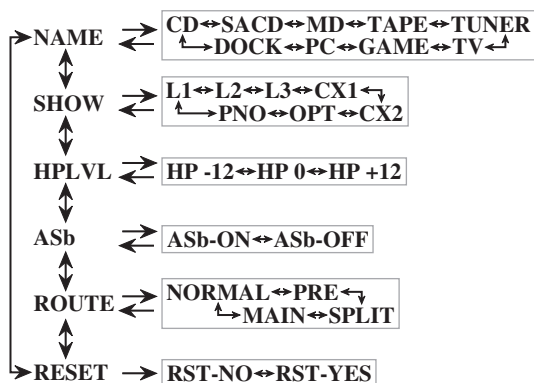 NAME
CD↔SACD↔MD↔TAPE↔TUNER
DOCK↔PC↔GAME↔TV
SHOW
L1↔L2↔L3↔CX1
PNO↔OPT↔CX2
HPLVL
HP -12↔HP 0↔HP +12
ASb
ASb-ON↔ASb-OFF
ROUTE
NORMAL↔PRE
MAIN↔SPLIT
RESET
RST-NO↔RST-YES